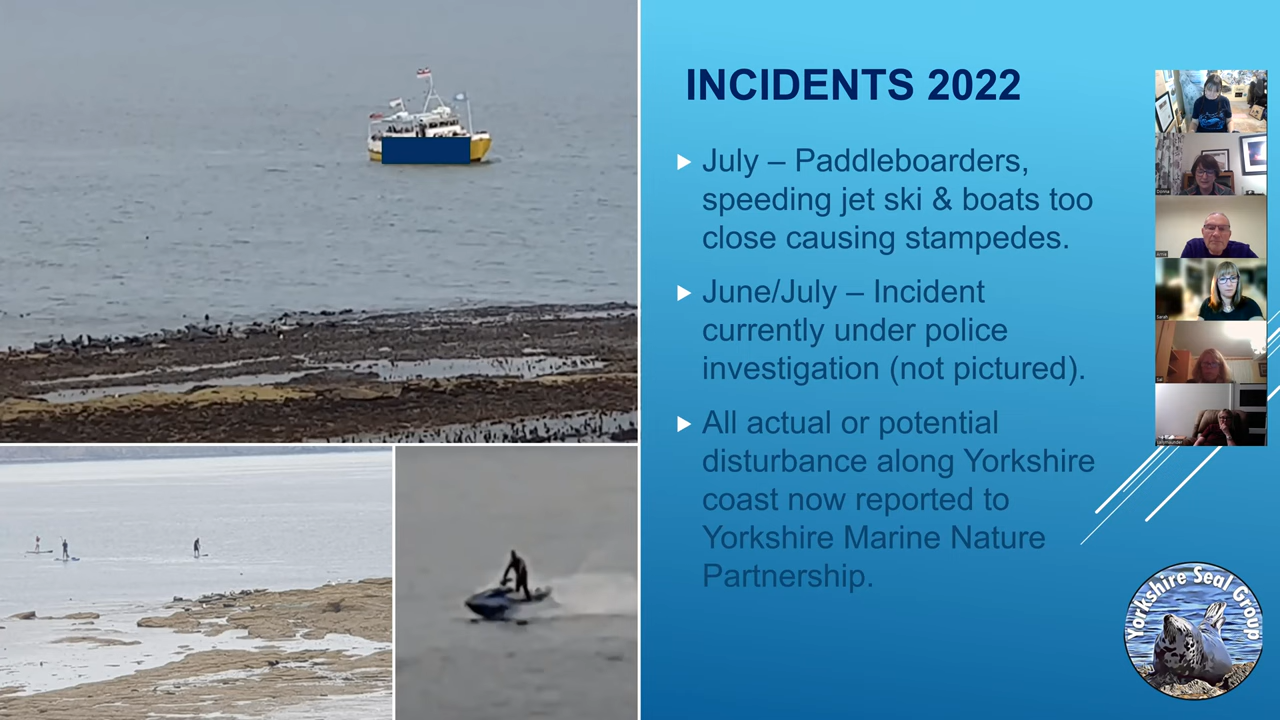 INCIDENTS 2022
July – Paddleboarders,
speeding jet ski & boats too
close causing stampedes.
June/July – Incident
currently under police
investigation (not pictured).
All actual or potential
disturbance along Yorkshire
coast now reported to
Yorkshire Marine Nature
Partnership.
Yorkshire Seal Group
Donna
Sarah